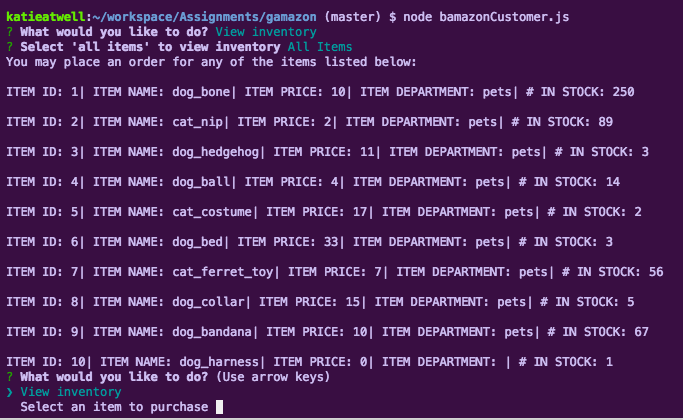 katieatwell:~/workspace/Assignments/gamazon (master) $ node bamazonCustomer.js
? What would you like to do? View inventory
? Select 'all items' to view inventory All Items
You may place an order for any of the items listed below:
ITEM ID: 1| ITEM NAME: dog_bone| ITEM PRICE: 10| ITEM DEPARTMENT: pets| # IN STOCK: 250
ITEM ID: 2| ITEM NAME: cat_nip| ITEM PRICE: 2| ITEM DEPARTMENT: pets| # IN STOCK: 89
ITEM ID: 3| ITEM NAME: dog_hedgehog| ITEM PRICE: 11| ITEM DEPARTMENT: pets| # IN STOCK: 3
ITEM ID: 4| ITEM NAME: dog_ball| ITEM PRICE: 4| ITEM DEPARTMENT: pets| # IN STOCK: 14
ITEM ID: 5| ITEM NAME: cat_costume| ITEM PRICE: 17| ITEM DEPARTMENT: pets| # IN STOCK: 2
ITEM ID: 6| ITEM NAME: dog_bed| ITEM PRICE: 33| ITEM DEPARTMENT: pets| # IN STOCK: 3
ITEM ID: 7| ITEM NAME: cat_ferret_toy| ITEM PRICE: 7| ITEM DEPARTMENT: pets| # IN STOCK: 56
ITEM ID: 8| ITEM NAME: dog_collar| ITEM PRICE: 15| ITEM DEPARTMENT: pets| # IN STOCK: 5
ITEM ID: 9| ITEM NAME: dog_bandana| ITEM PRICE: 10| ITEM DEPARTMENT: pets| # IN STOCK: 67
ITEM ID: 10| ITEM NAME: dog_harness| ITEM PRICE: 0| ITEM DEPARTMENT: | # IN STOCK: 1
? What would you like to do? (Use arrow keys)
❯ View inventory
Select an item to purchase